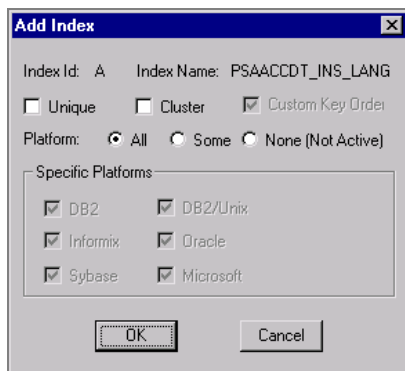 Add Index
Index Id: A Index Name: PSAACCDT_INS_LANG
Unique Cluster Custom Key Order
Platform: All Some None (Not Active)
Specific Platforms
DB2 DB2/Unix
Informix Oracle
Sybase Microsoft
OK Cancel